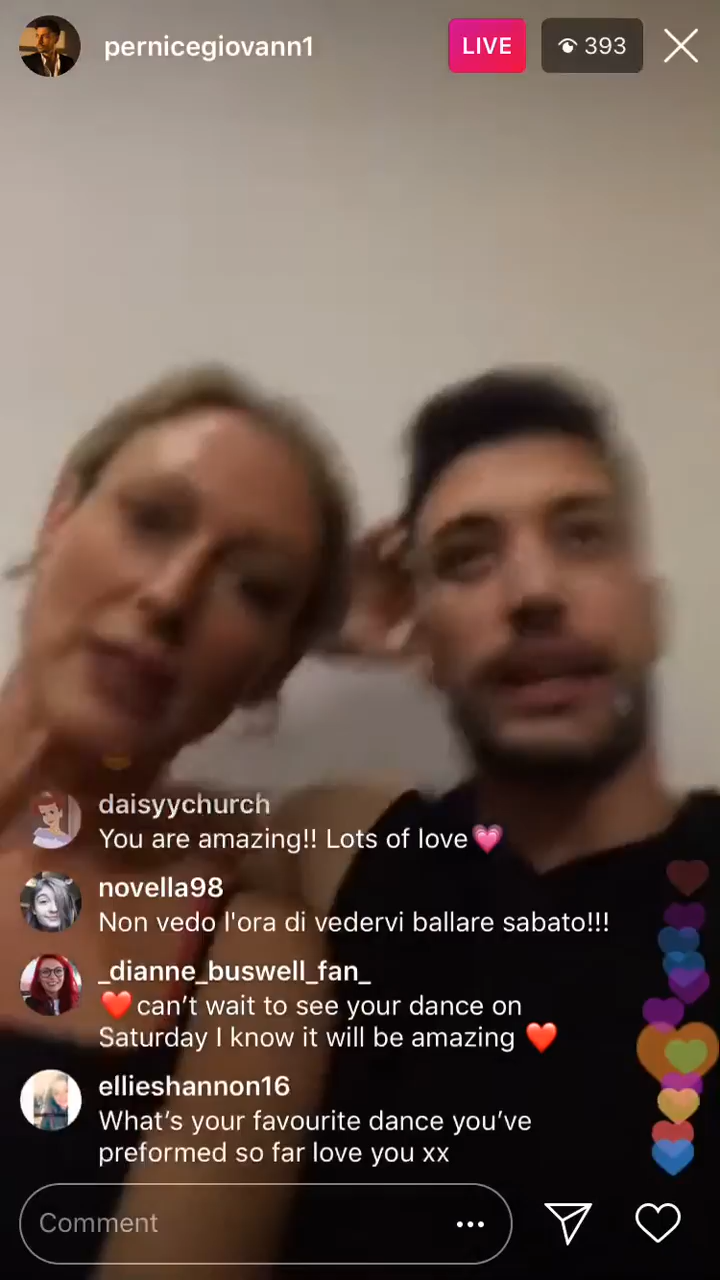 pernicegiovann1
LIVE
393
daisyychurch
You are amazing!! Lots of love💗
novella98
Non vedo l'ora di vedervi ballare sabato!!!
_dianne_buswell_fan_
❤️can't wait to see your dance on
Saturday I know it will be amazing ❤️
ellieshannon16
What's your favourite dance you've
preformed so far love you xx
Comment